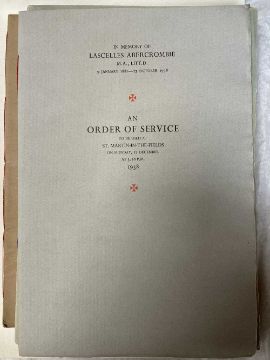 IN MEMORY OF
LASCELLES ABERCROMBIE
M.A., LITT.D
9 JANUARY 1881—27 OCTOBER 1938
AN
ORDER OF SERVICE
ST. MARTIN-IN-THE-FIELDS
DECEMBER
1938